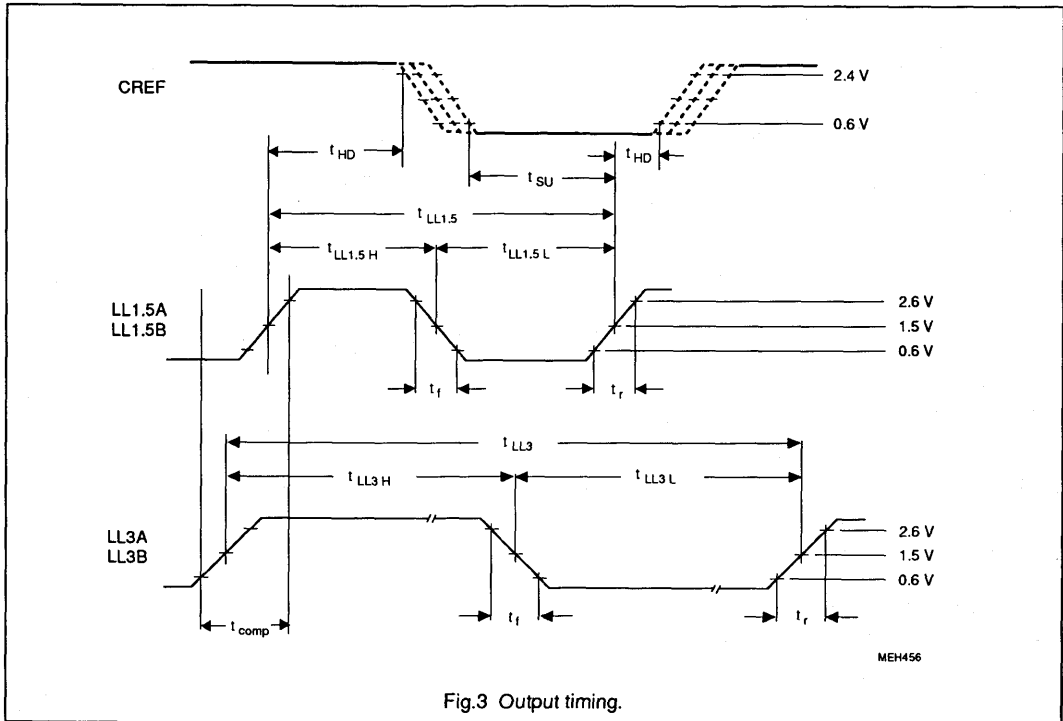 CREF
2.4 V
0.6 V
t HD
t HD
t SU
t LL1.5
t LL1.5 H
t LL1.5 L
LL1.5A
LL1.5B
2.6 V
1.5 V
0.6 V
t f
t r
t LL3
t LL3 H
t LL3 L
LL3A
LL3B
2.6 V
1.5 V
0.6 V
t f
t r
t comp
MEH456
Fig.3 Output timing.